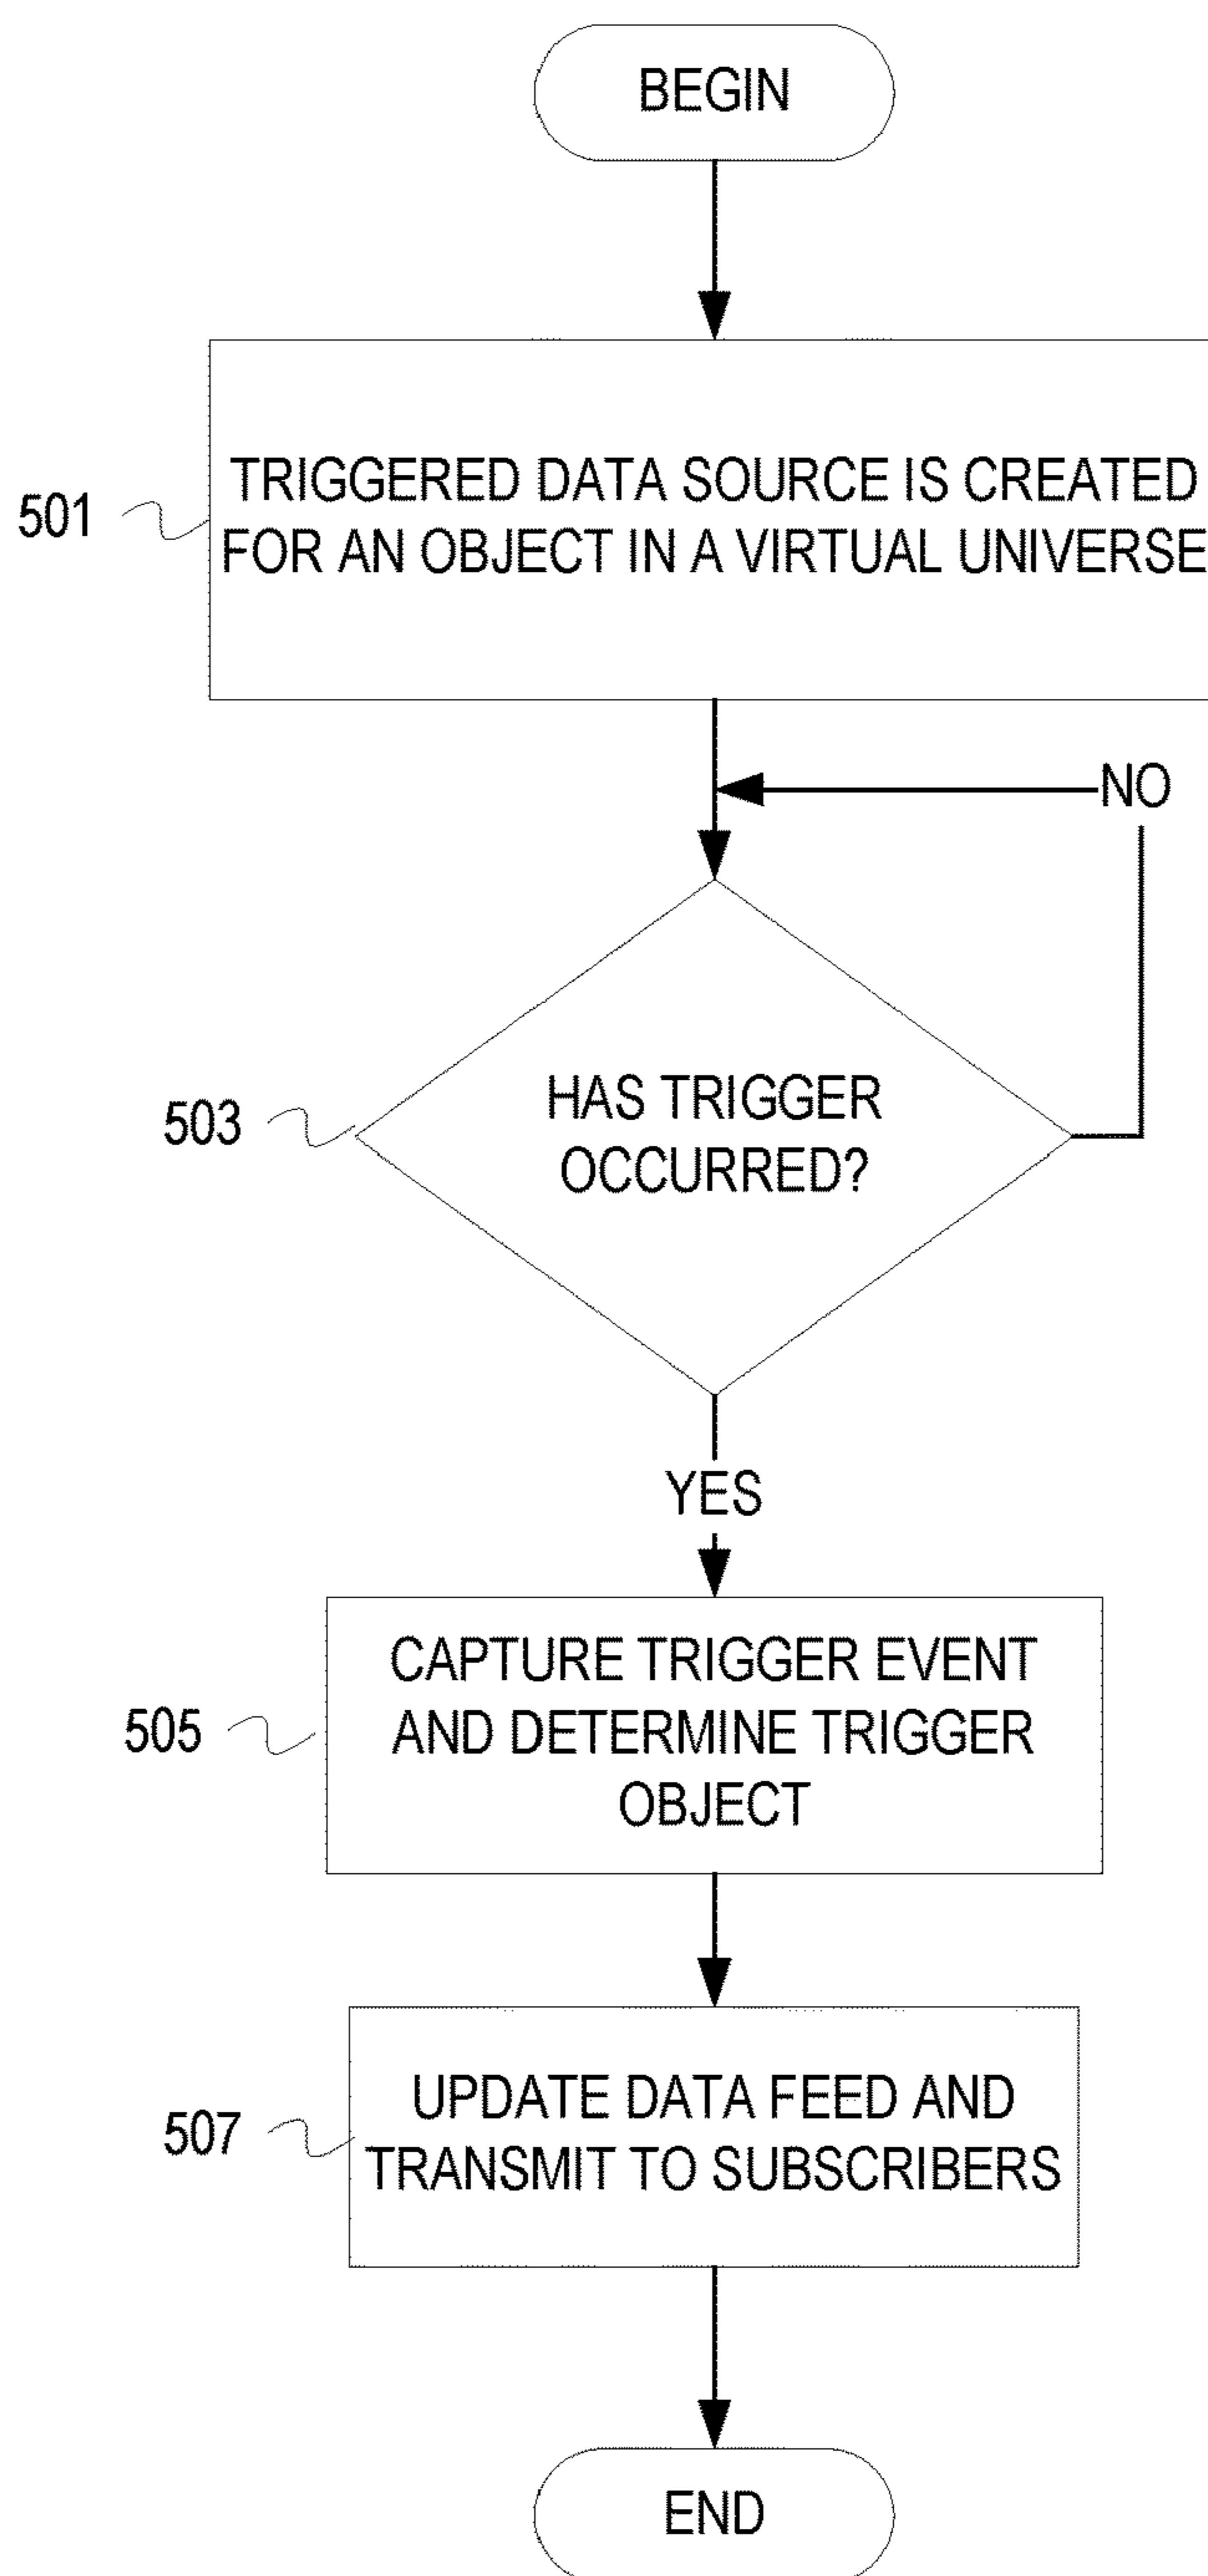 BEGIN
501
TRIGGERED DATA SOURCE IS CREATED
FOR AN OBJECT IN A VIRTUAL UNIVERSE
NO
503
HAS TRIGGER
OCCURRED?
YES
505
CAPTURE TRIGGER EVENT
AND DETERMINE TRIGGER
OBJECT
507
UPDATE DATA FEED AND
TRANSMIT TO SUBSCRIBERS
END